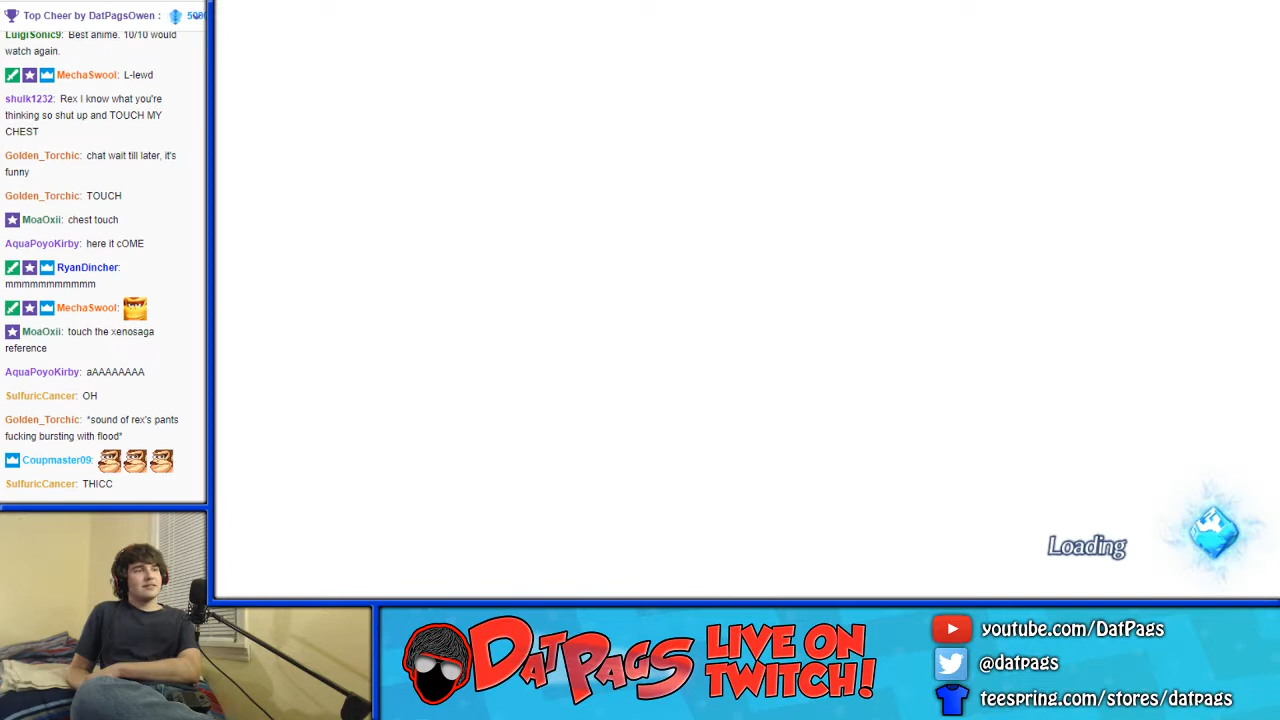 Top Cheer by DatPagsOwen :
LuigiSonic9: Best anime. 10/10 would
watch again.
MechaSwool: L-lewd
shulk1232: Rex I know what you're
thinking so shut up and TOUCH MY
CHEST
Golden_Torchic: chat wait till later, it's
funny
Golden_Torchic: TOUCH
MoaOxii: chest touch
AquaPoyoKirby: here it cOME
RyanDincher:
mmmmmmmmmmm
MechaSwool:
MoaOxii: touch the xenosaga
reference
AquaPoyoKirby: aAAAAAAAA
SulfuricCancer: OH
Golden_Torchic: *sound of rex's pants
fucking bursting with flood*
Coupmaster09:
SulfuricCancer: THICC
Loading
DATPAGS LIVE ON
TWITCH!
youtube.com/DatPags
@datpags
teespring.com/stores/datpags